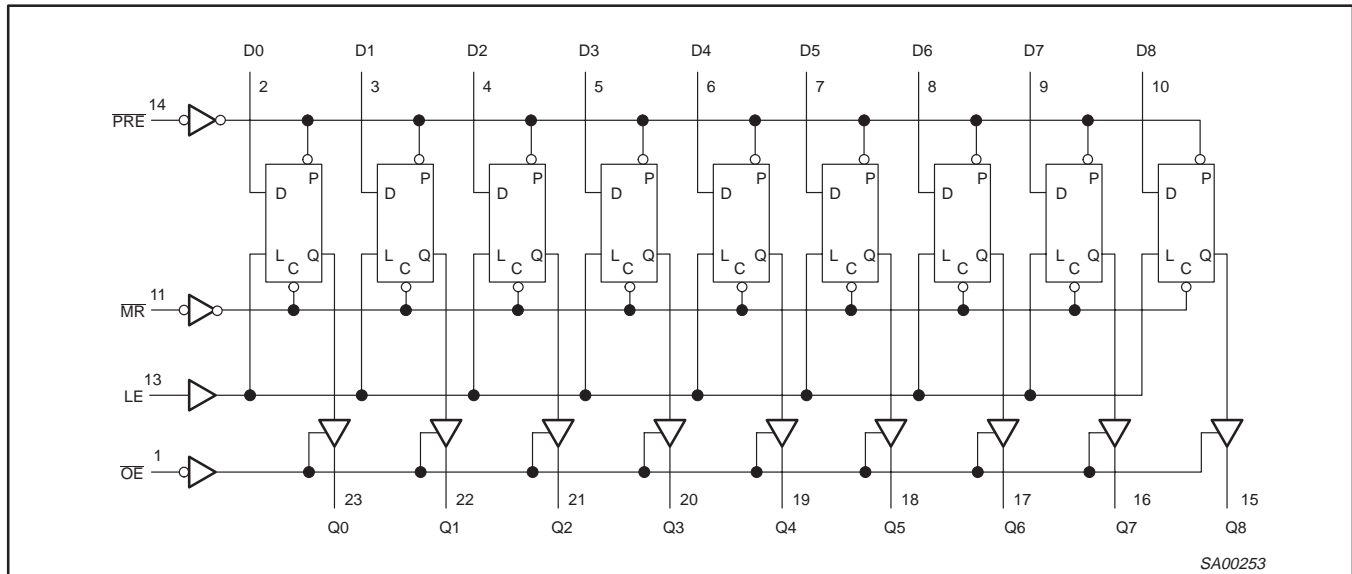 D0 D1 D2 D3 D4 D5 D6 D7 D8
2 3 4 5 6 7 8 9 10
PRE 14
P P P P P P P P P
D D D D D D D D D
L Q L Q L Q L Q L Q L Q L Q L Q L Q
C C C C C C C C C
MR 11
LE 13
OE 1
23 22 21 20 19 18 17 16 15
Q0 Q1 Q2 Q3 Q4 Q5 Q6 Q7 Q8
SA00253